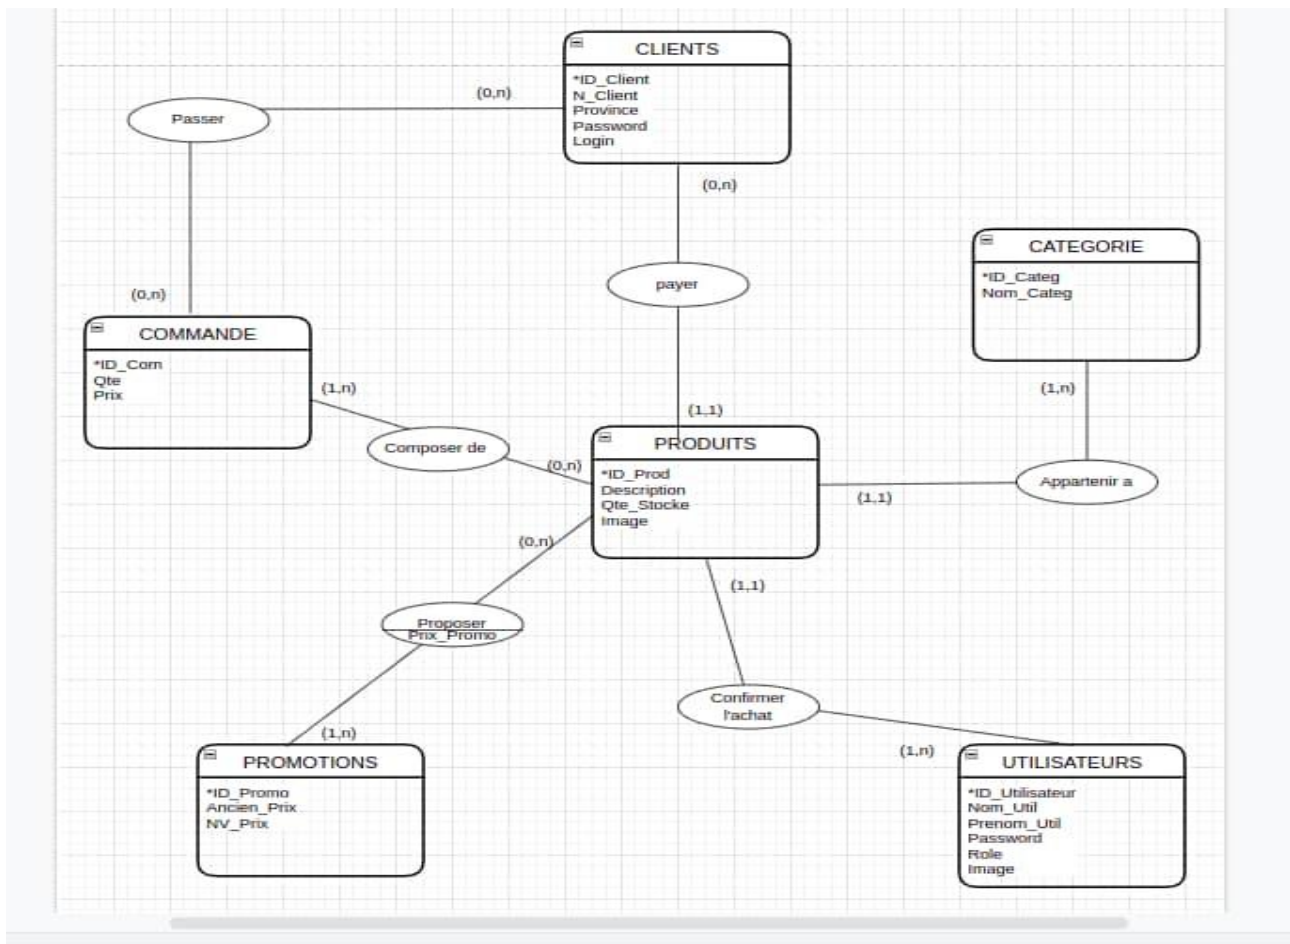 CLIENTS
*ID_Client
N_Client
Province
Password
Login
(0,n)
Passer
(0,n)
(0,n)
payer
(1,1)
CATEGORIE
*ID_Categ
Nom_Categ
(1,n)
COMMANDE
*ID_Com
Qte
Prix
(1,n)
Composer de
(0,n)
PRODUITS
*ID_Prod
Description
Qte_Stocke
Image
(1,1)
Appartenir a
(0,n)
(1,1)
Proposer
Prix_Promo
Confirmer
l'achat
(1,n)
(1,n)
PROMOTIONS
*ID_Promo
Ancien_Prix
NV_Prix
UTILISATEURS
*ID_Utilisateur
Nom_Util
Prenom_Util
Password
Role
Image